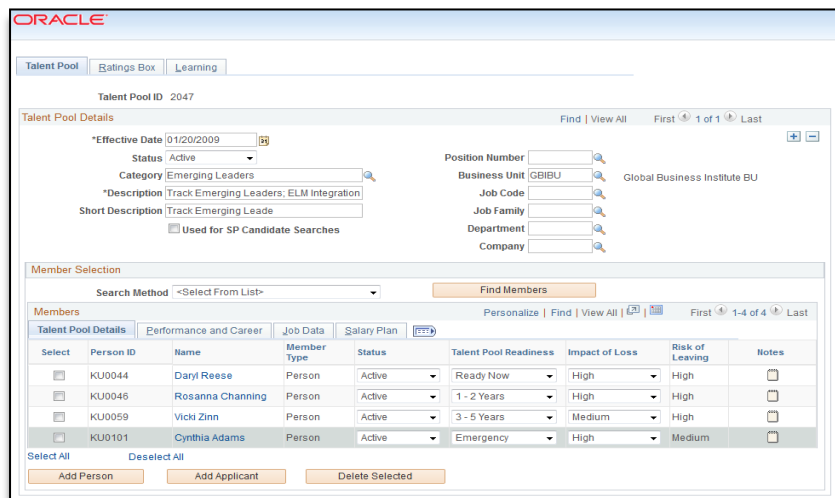 ORACLE
Talent Pool Ratings Box Learning
Talent Pool ID 2047
Talent Pool Details Find | View All First 1 of 1 Last
*Effective Date 01/20/2009
Status Active Position Number
Category Emerging Leaders Business Unit GBIBU Global Business Institute BU
*Description Track Emerging Leaders; ELM Integration Job Code
Short Description Track Emerging Leade Job Family
Used for SP Candidate Searches Department
Company
Member Selection
Search Method <Select From List> Find Members
Members Personalize | Find | View All | | First 1-4 of 4 Last
Talent Pool Details Performance and Career Job Data Salary Plan
Select Person ID Name Member Type Status Talent Pool Readiness Impact of Loss Risk of Leaving Notes
KU0044 Daryl Reese Person Active Ready Now High High
KU0046 Rosanna Channing Person Active 1 - 2 Years High High
KU0059 Vicki Zinn Person Active 3 - 5 Years Medium High
KU0101 Cynthia Adams Person Active Emergency High Medium
Select All Deselect All
Add Person Add Applicant Delete Selected